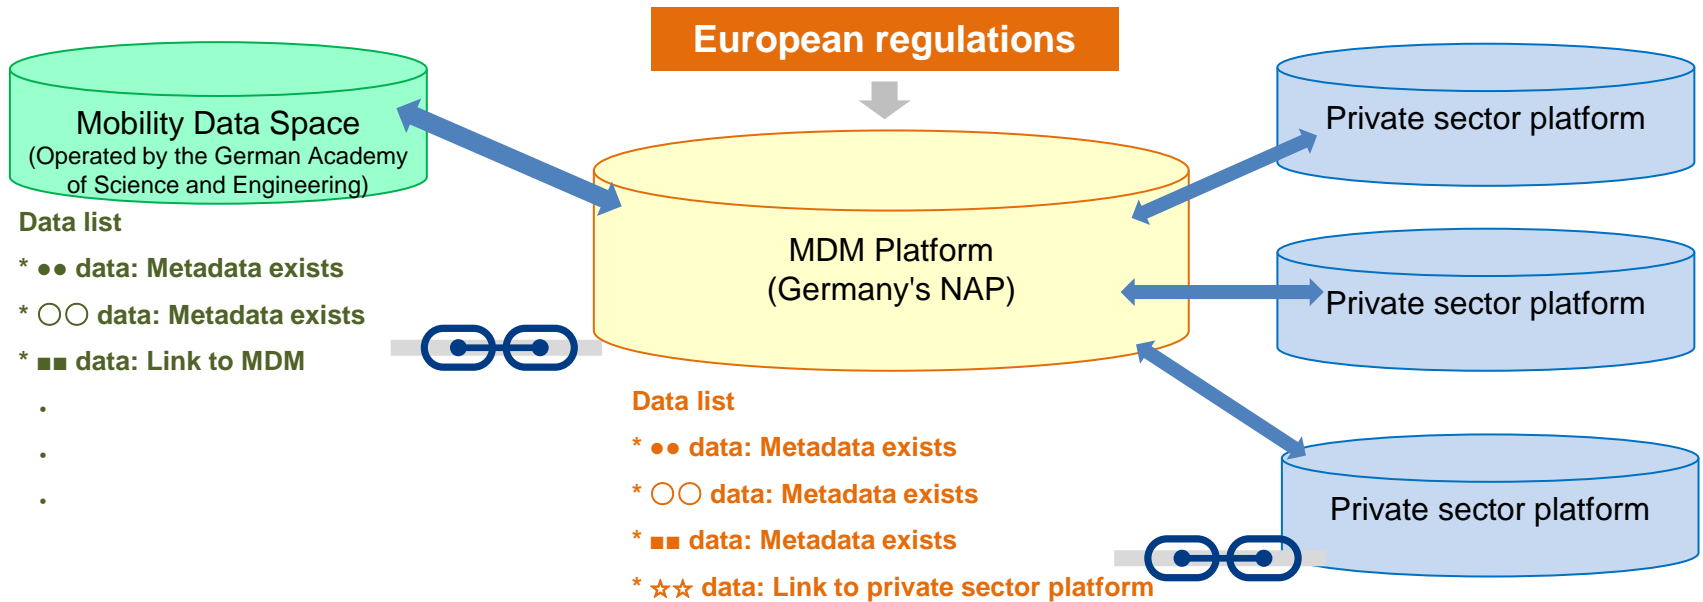 European regulations
Mobility Data Space
(Operated by the German Academy
of Science and Engineering)
Data list
* ●● data: Metadata exists
* 〇〇 data: Metadata exists
* ■■ data: Link to MDM
・
・
・
MDM Platform
(Germany's NAP)
Data list
* ●● data: Metadata exists
* 〇〇 data: Metadata exists
* ■■ data: Metadata exists
* ☆☆ data: Link to private sector platform
Private sector platform
Private sector platform
Private sector platform